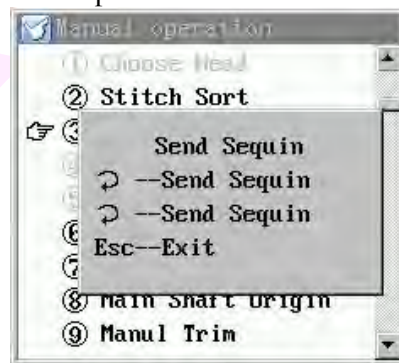 Manual operation
① Choose Head
② Stitch Sort
③
Send Sequin
--Send Sequin
--Send Sequin
Esc--Exit
⑥
⑦
⑧ Main Shaft Origin
⑨ Manul Trim